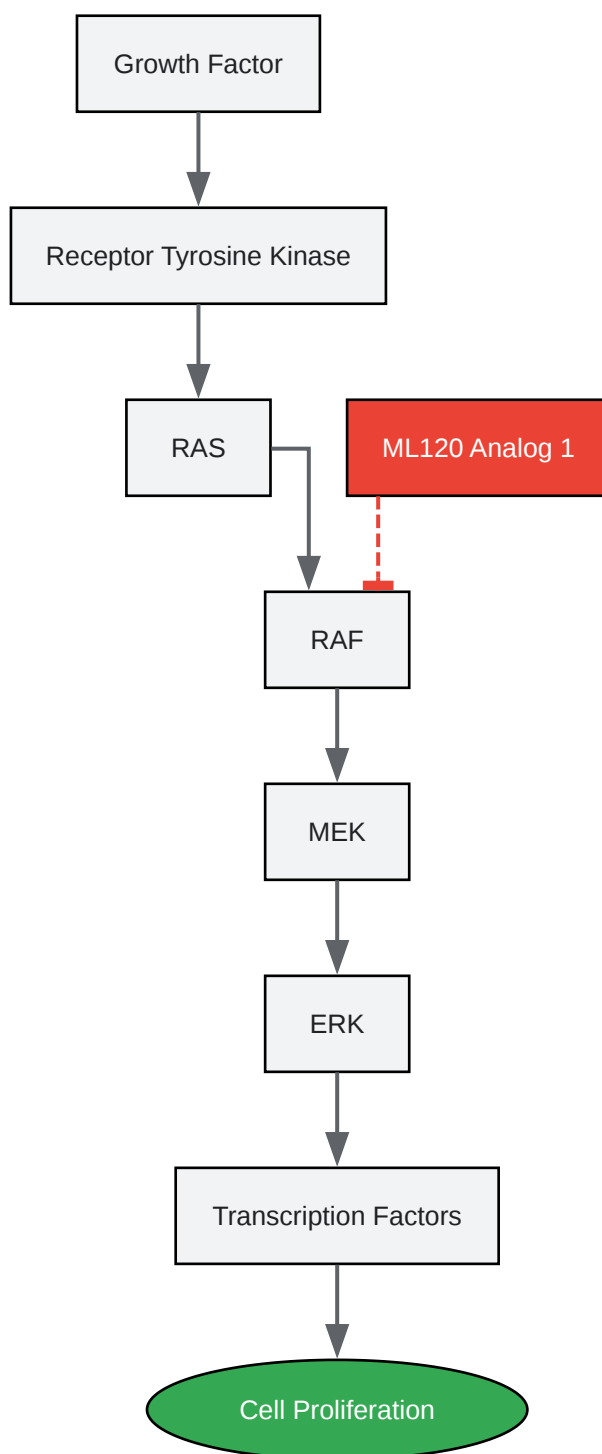 Growth Factor
Receptor Tyrosine Kinase
RAS
ML120 Analog 1
RAF
MEK
ERK
Transcription Factors
Cell Proliferation